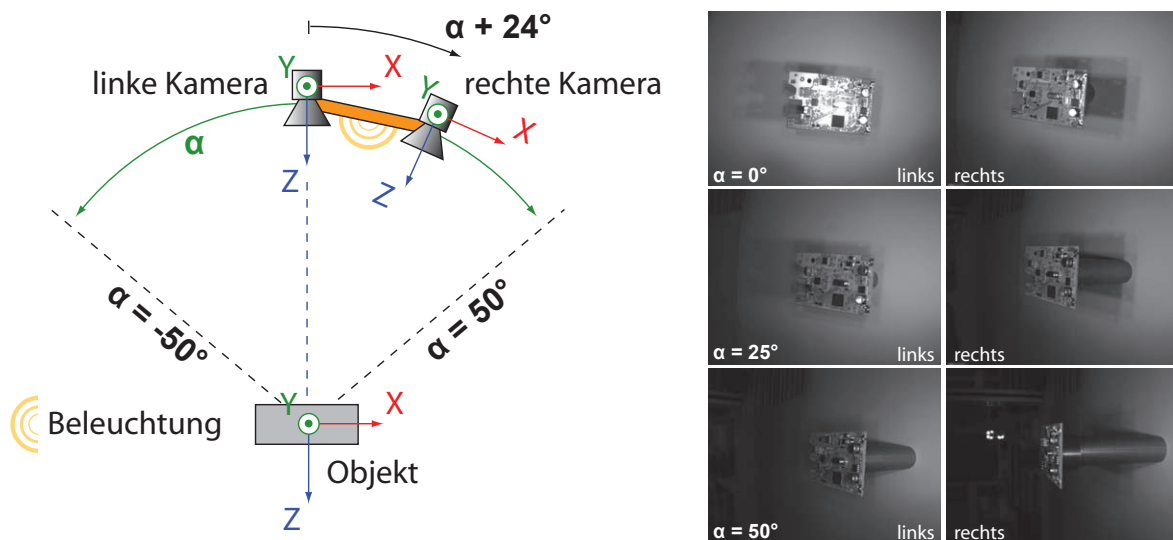 α + 24°
linke Kamera
Y
X
Z
rechte Kamera
Y
X
Z
α
α = -50°
α = 50°
Beleuchtung
Y
X
Objekt
Z
α = 0°
links
rechts
α = 25°
links
rechts
α = 50°
links
rechts